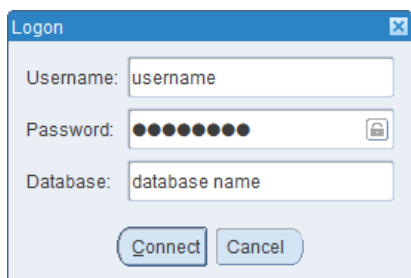 Logon
Username: username
Password: ●●●●●●●●
Database: database name
Connect Cancel